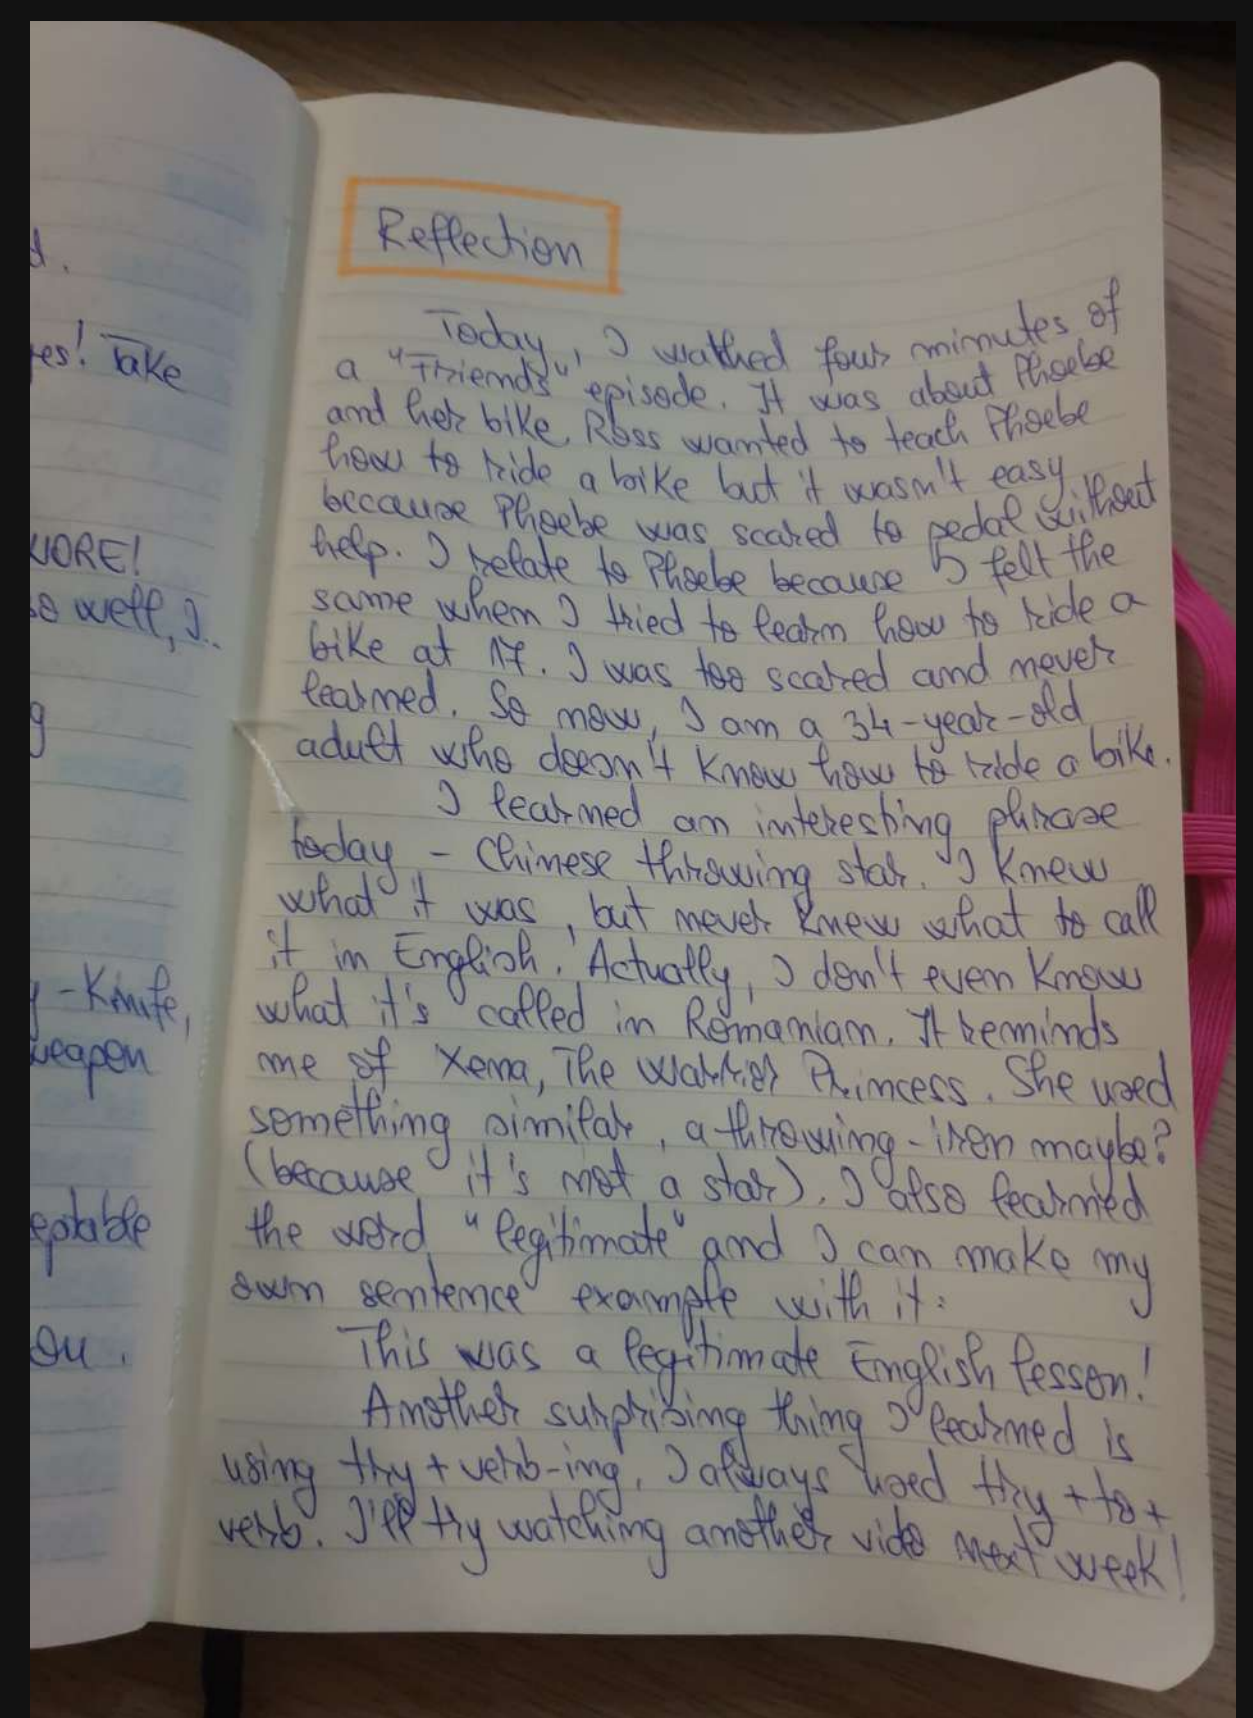 d.
res! Take
WORE!
so well, I..
g
y - Knife,
weapon
eptable
ou.
Reflection
Today, I wathed four minutes of
a "Friends" episode. It was about Phoebe
and her bike. Ross wanted to teach Phoebe
how to ride a bike but it wasn't easy
because Phoebe was scared to pedal without
help. I relate to Phoebe because I felt the
same when I tried to learn how to ride a
bike at 17. I was too scared and never
learned. So now, I am a 34-year-old
adult who doesn't know how to ride a bike.
I learned an interesting phrase
today - Chinese throwing star. I knew
what it was, but never knew what to call
it in English. Actually, I don't even know
what it's called in Romanian. It reminds
me of Xena, The Warrior Princess. She used
something similar, a throwing-iron maybe?
(because it's not a star). I also learned
the word "legitimate" and I can make my
own sentence example with it:
This was a legitimate English lesson!
Another surprising thing I learned is
using try + verb-ing. I always used try + to +
verb. I'll try watching another vido next week!